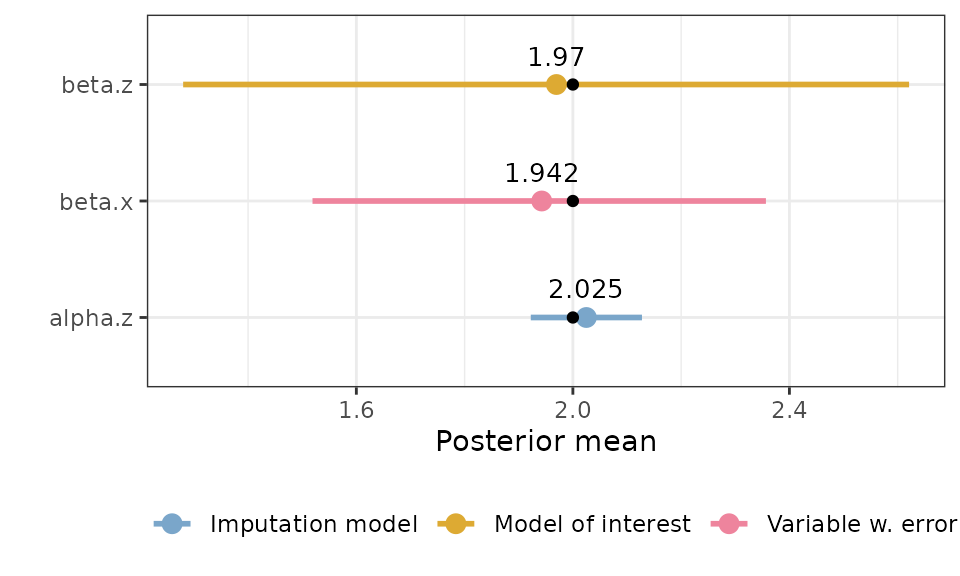 1.97
beta.z
1.942
beta.x
2.025
alpha.z
1.6 2.0 2.4
Posterior mean
Imputation model Model of interest Variable w. error